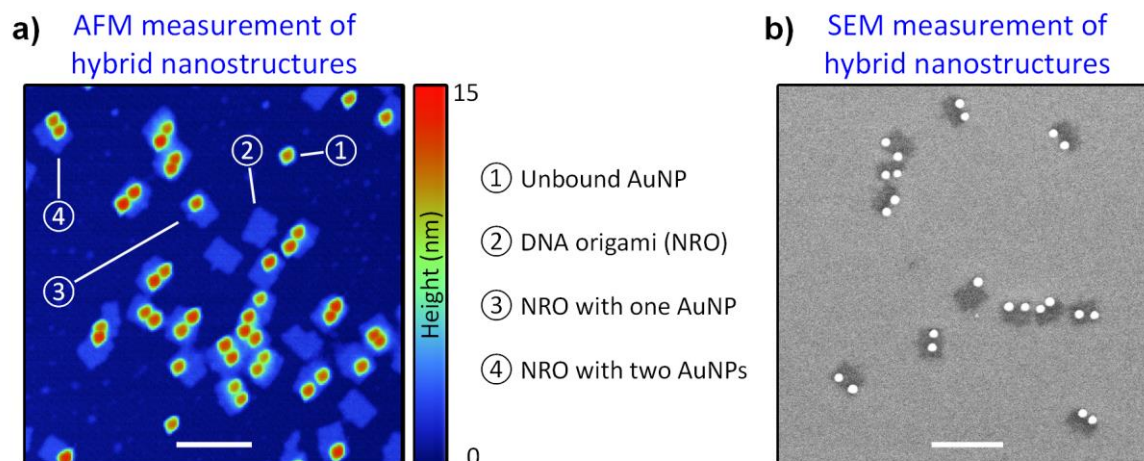 a)
AFM measurement of
hybrid nanostructures
15
Height (nm)
0
①
②
③
④
① Unbound AuNP
② DNA origami (NRO)
③ NRO with one AuNP
④ NRO with two AuNPs
b)
SEM measurement of
hybrid nanostructures